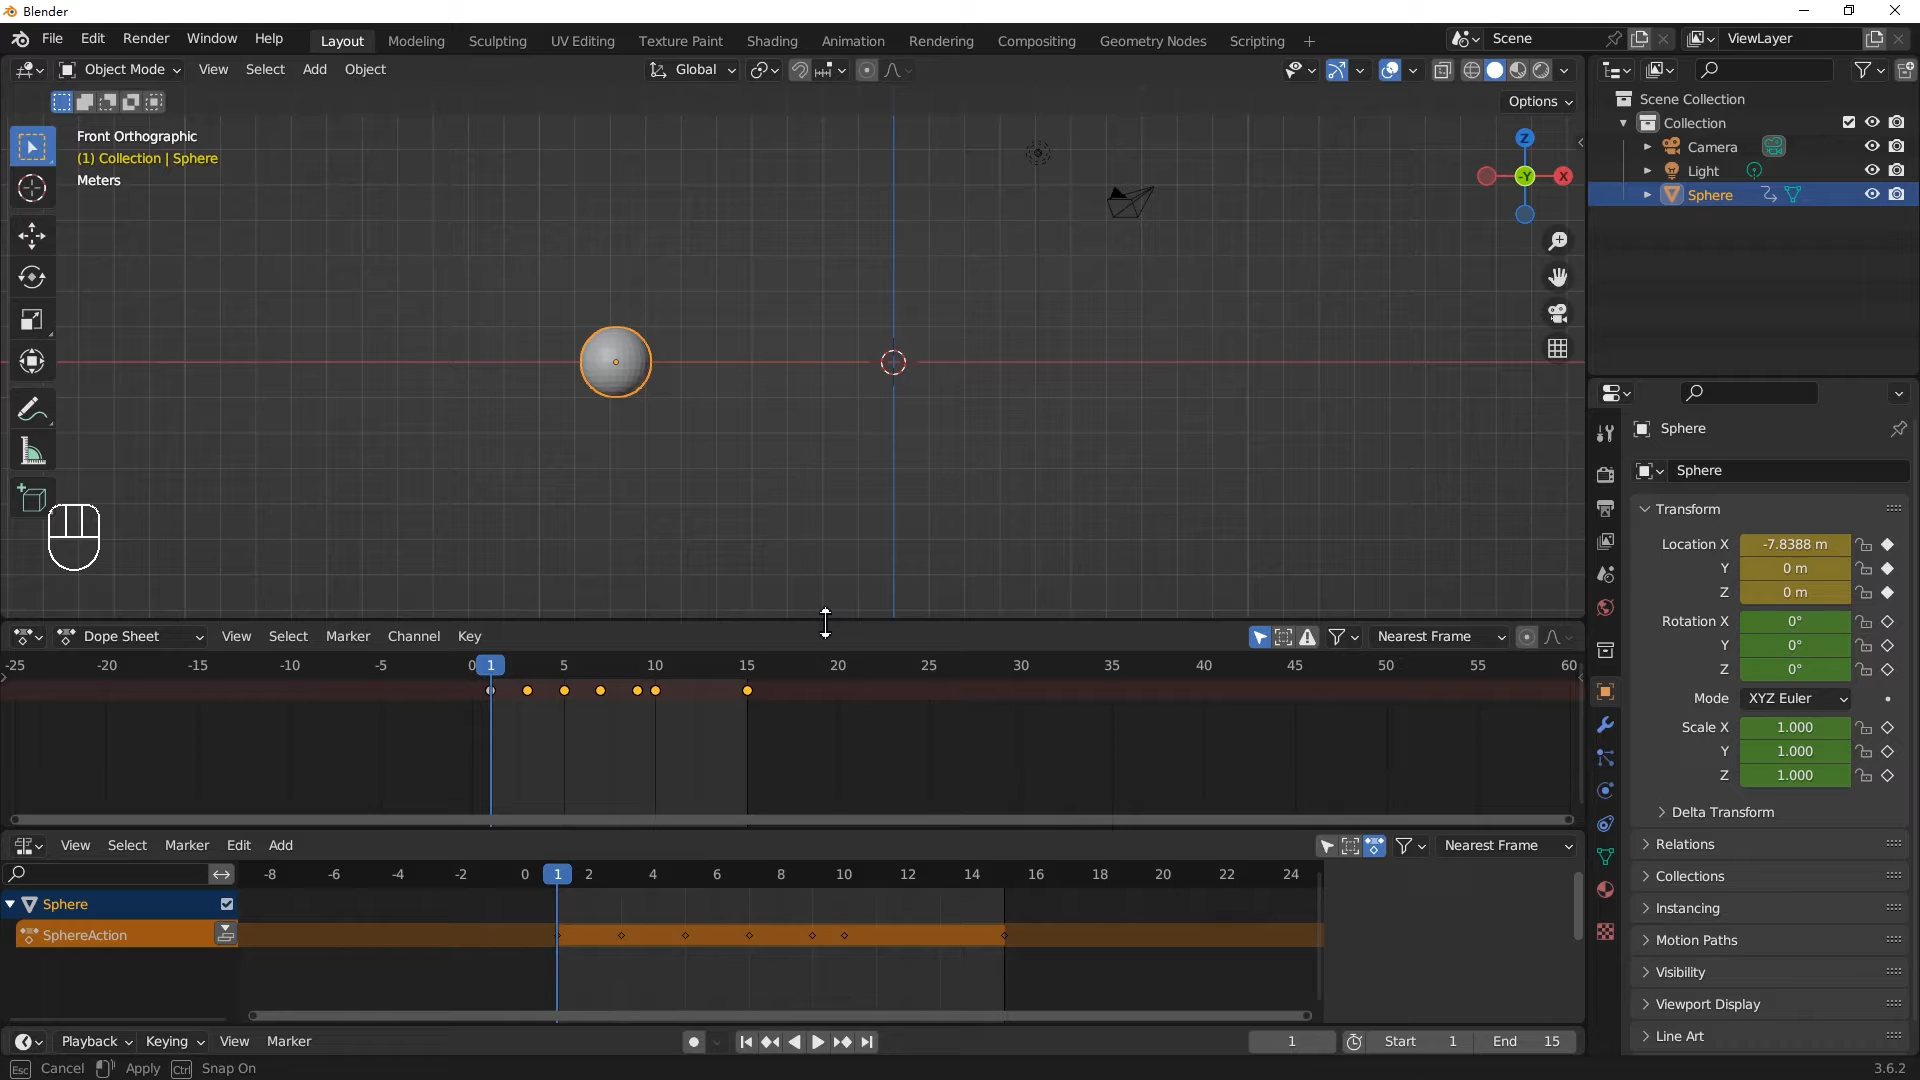 Blender
File Edit Render Window Help Layout Modeling Sculpting UV Editing Texture Paint Shading Animation Rendering Compositing Geometry Nodes Scripting + Scene ViewLayer
Object Mode View Select Add Object Global
Options
Front Orthographic
(1) Collection | Sphere
Meters
Z
-Y
X
Scene Collection
Collection
Camera
Light
Sphere
Sphere
Sphere
Transform
Location X -7.8388 m
Y 0 m
Z 0 m
Rotation X 0°
Y 0°
Z 0°
Mode XYZ Euler
Scale X 1.000
Y 1.000
Z 1.000
Delta Transform
Relations
Collections
Instancing
Motion Paths
Visibility
Viewport Display
Line Art
Dope Sheet View Select Marker Channel Key Nearest Frame
-25 -20 -15 -10 -5 0 1 5 10 15 20 25 30 35 40 45 50 55 60
View Select Marker Edit Add Nearest Frame
-8 -6 -4 -2 0 1 2 4 6 8 10 12 14 16 18 20 22 24
Sphere
SphereAction
Playback Keying View Marker 1 Start 1 End 15
Esc Cancel Apply Ctrl Snap On 3.6.2